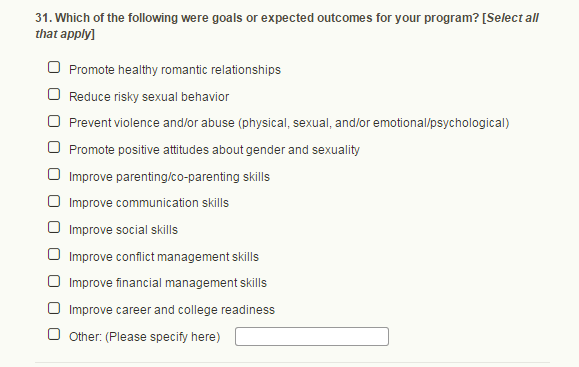 31. Which of the following were goals or expected outcomes for your program? [Select all
that apply]
Promote healthy romantic relationships
Reduce risky sexual behavior
Prevent violence and/or abuse (physical, sexual, and/or emotional/psychological)
Promote positive attitudes about gender and sexuality
Improve parenting/co-parenting skills
Improve communication skills
Improve social skills
Improve conflict management skills
Improve financial management skills
Improve career and college readiness
Other: (Please specify here)